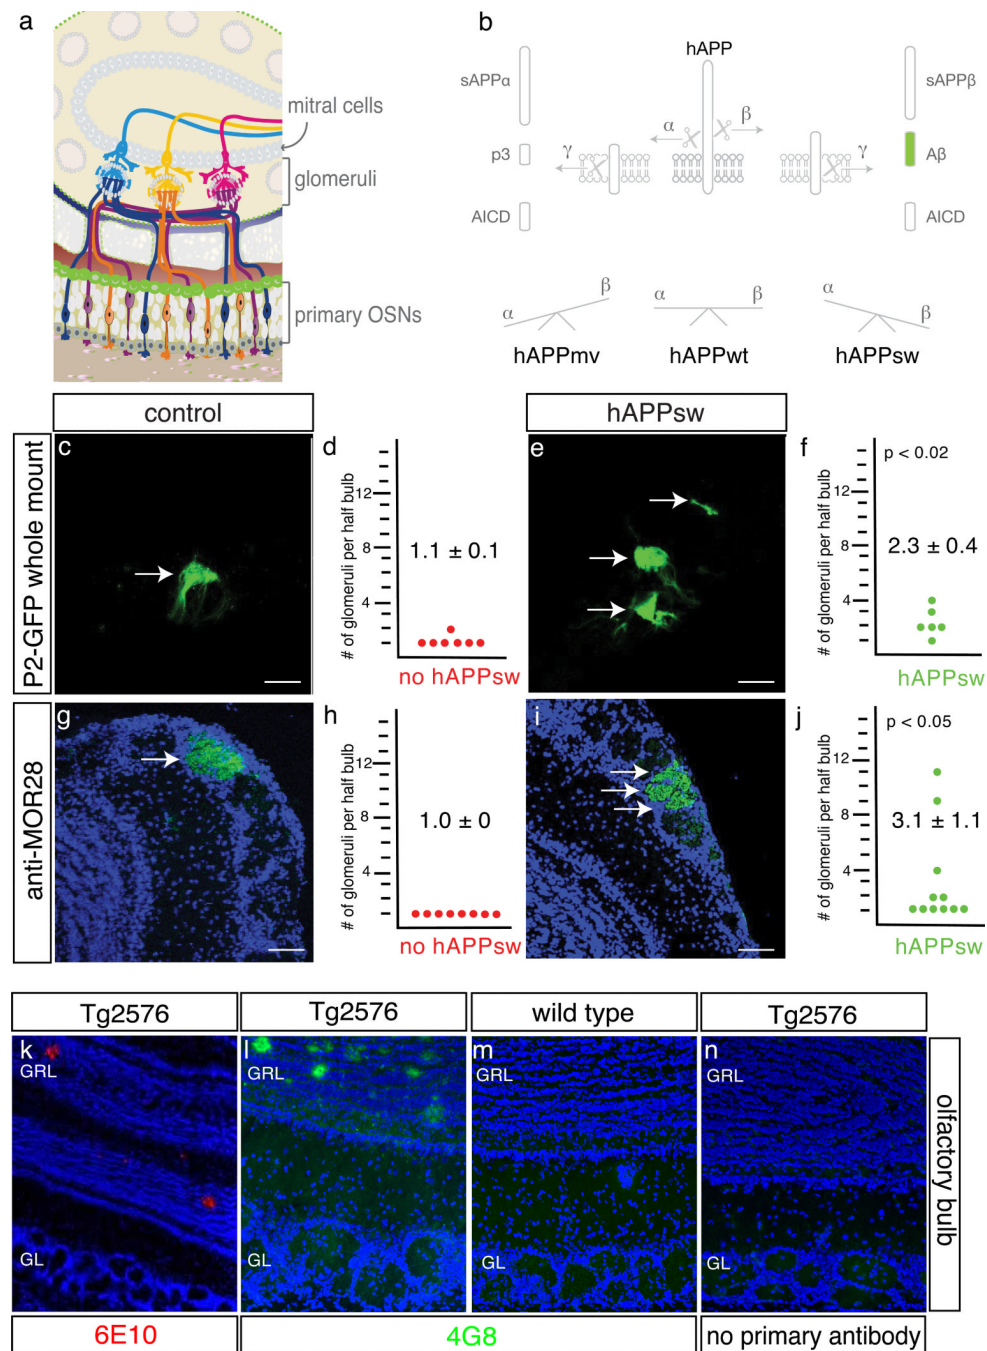 a
mitral cells
glomeruli
primary OSNs
b
hAPP
sAPPα
sAPPβ
α
β
p3
γ
γ
Aβ
AICD
AICD
α
β
hAPPmv
α
β
hAPPwt
α
β
hAPPsw
control
hAPPsw
P2-GFP whole mount
c
d
# of glomeruli per half bulb
12
8
4
1.1 ± 0.1
no hAPPsw
e
f
p < 0.02
# of glomeruli per half bulb
12
8
4
2.3 ± 0.4
hAPPsw
anti-MOR28
g
h
# of glomeruli per half bulb
12
8
4
1.0 ± 0
no hAPPsw
i
j
p < 0.05
# of glomeruli per half bulb
12
8
4
3.1 ± 1.1
hAPPsw
Tg2576
Tg2576
wild type
Tg2576
k
GRL
GL
l
GRL
GL
m
GRL
GL
n
GRL
GL
olfactory bulb
6E10
4G8
no primary antibody